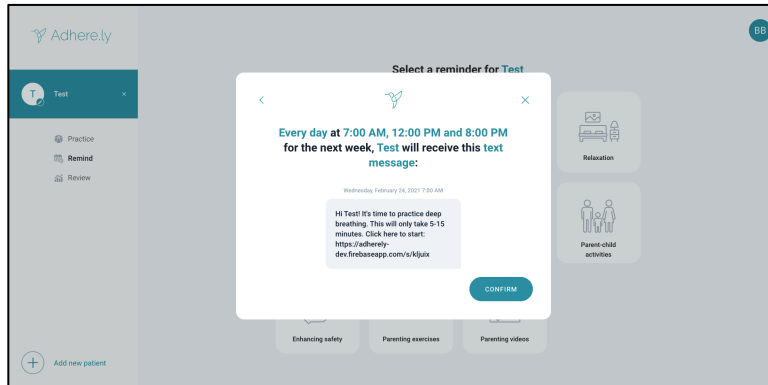 Adhere.ly
BB
T
Test
×
Practice
Remind
Review
Add new patient
Select a reminder for Test
Every day at 7:00 AM, 12:00 PM and 8:00 PM
for the next week, Test will receive this text
message:
Wednesday, February 24, 2021 7:00 AM
Hi Test! It's time to practice deep
breathing. This will only take 5-15
minutes. Click here to start:
https://adherely-
dev.firebaseapp.com/s/kljuix
CONFIRM
Relaxation
Parent-child
activities
Enhancing safety
Parenting exercises
Parenting videos